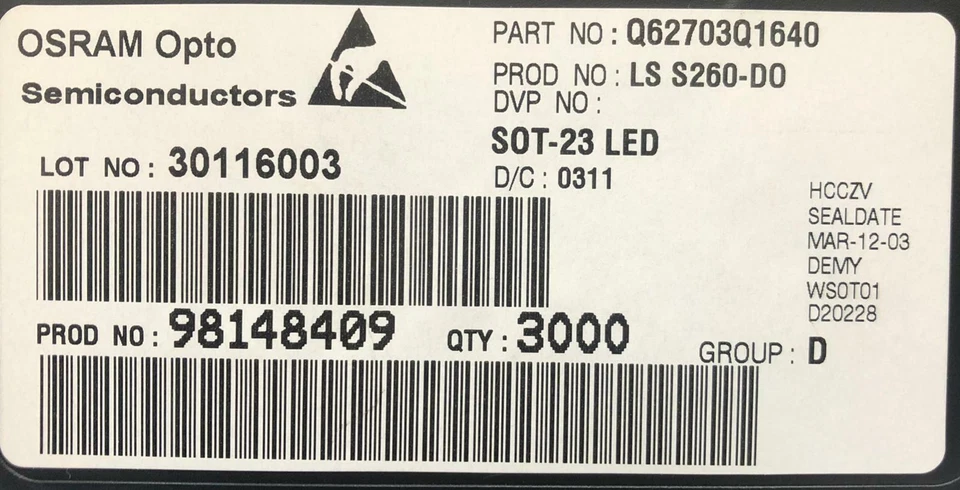 OSRAM Opto
Semiconductors
PART NO: Q62703Q1640
PROD NO: LS S260-DO
DVP NO:
SOT-23 LED
D/C: 0311
LOT NO: 30116003
HCCZV
SEALDATE
MAR-12-03
DEMY
WSOT01
D20228
PROD NO: 98148409 QTY: 3000
GROUP: D